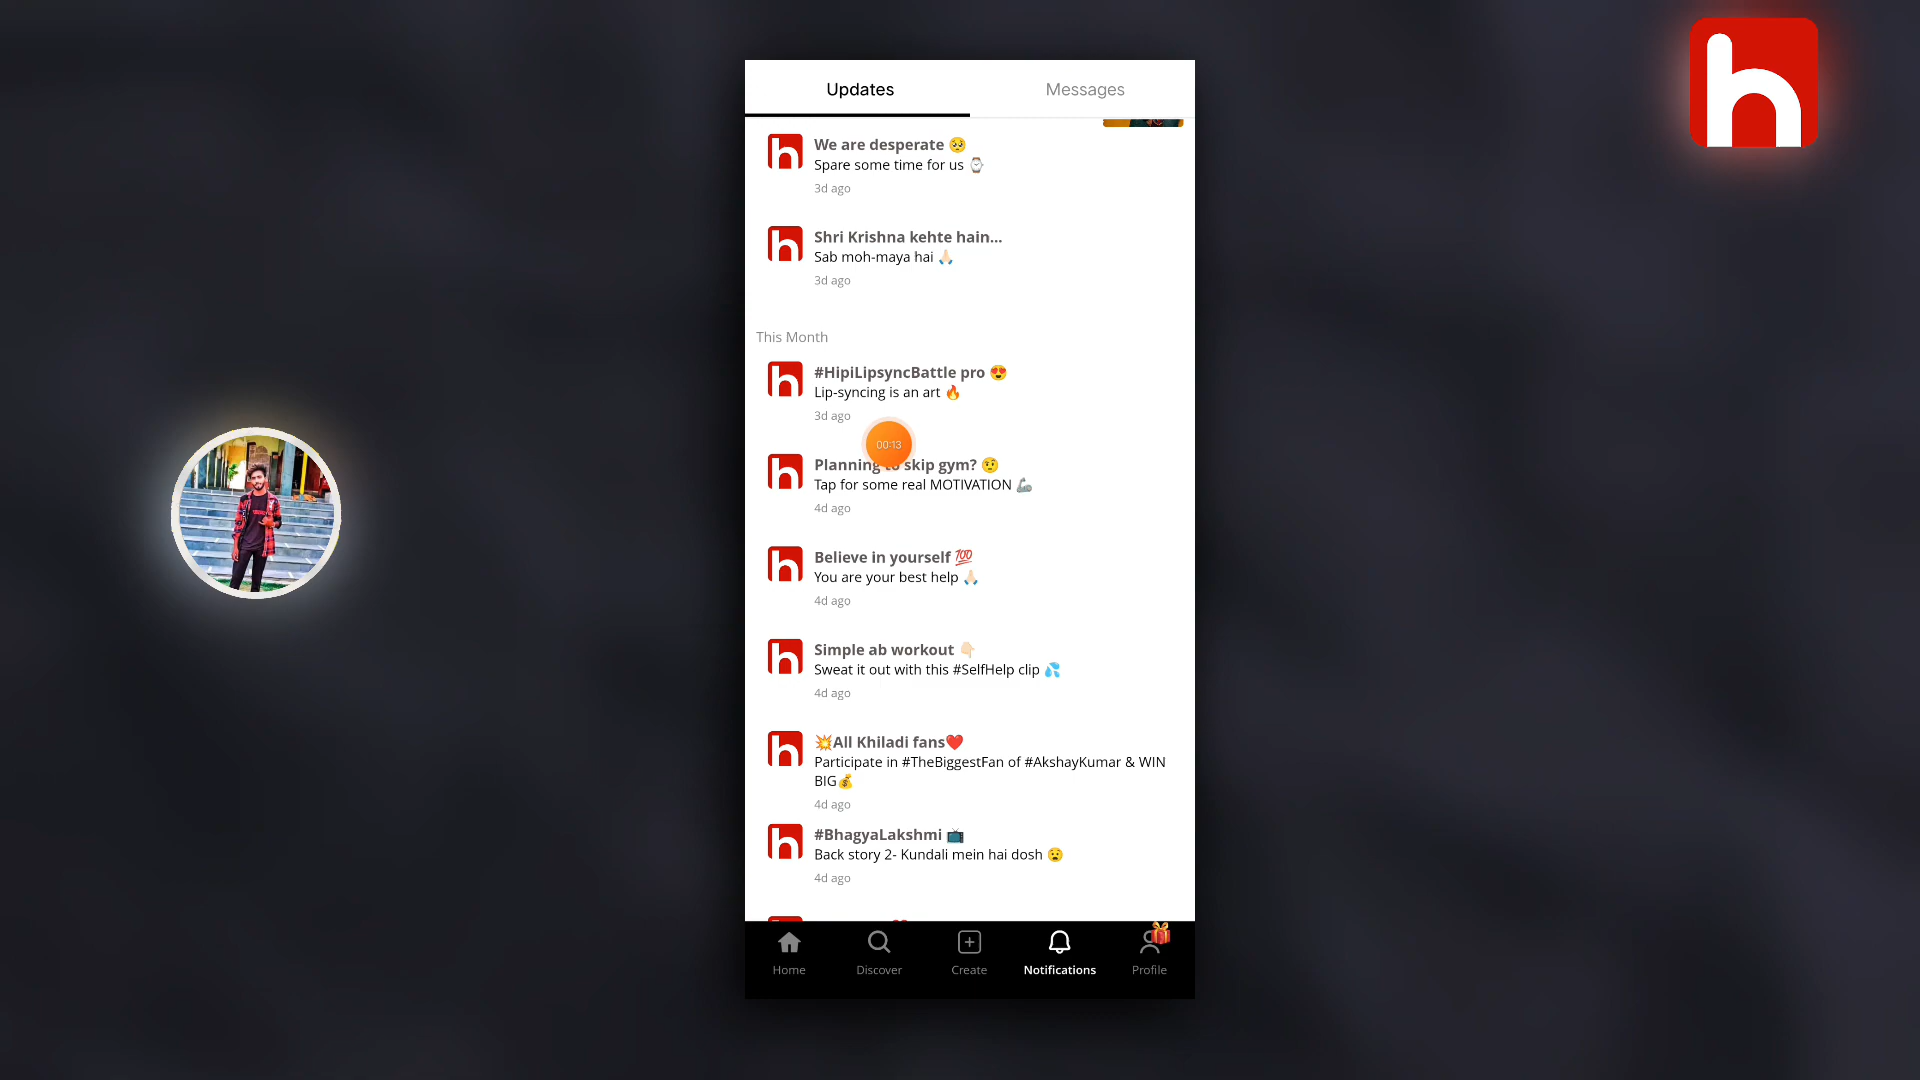 Updates
Messages
We are desperate 🥺
Spare some time for us ⌚
3d ago
Shri Krishna kehte hain...
Sab moh-maya hai 🙏🏻
3d ago
This Month
#HipiLipsyncBattle pro 😍
Lip-syncing is an art 🔥
3d ago
00:13
Planning to skip gym? 🤨
Tap for some real MOTIVATION 🦾
4d ago
Believe in yourself 💯
You are your best help 🙏🏻
4d ago
Simple ab workout 👇🏻
Sweat it out with this #SelfHelp clip 💦
4d ago
💥All Khiladi fans❤️
Participate in #TheBiggestFan of #AkshayKumar & WIN
BIG💰
4d ago
#BhagyaLakshmi 📺
Back story 2- Kundali mein hai dosh 😧
4d ago
Home
Discover
Create
Notifications
Profile